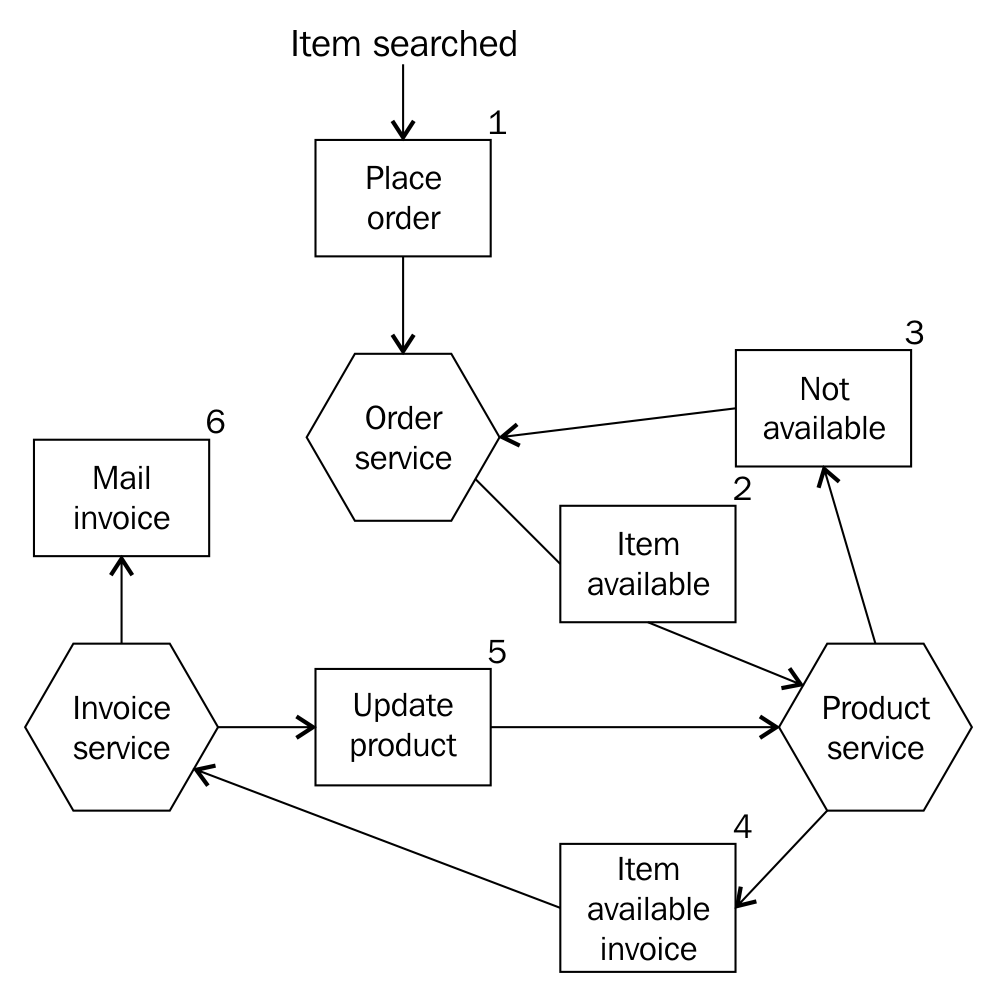 Item searched
1
Place
order
Order
service
3
Not
available
6
Mail
invoice
2
Item
available
5
Update
product
Invoice
service
Product
service
4
Item
available
invoice